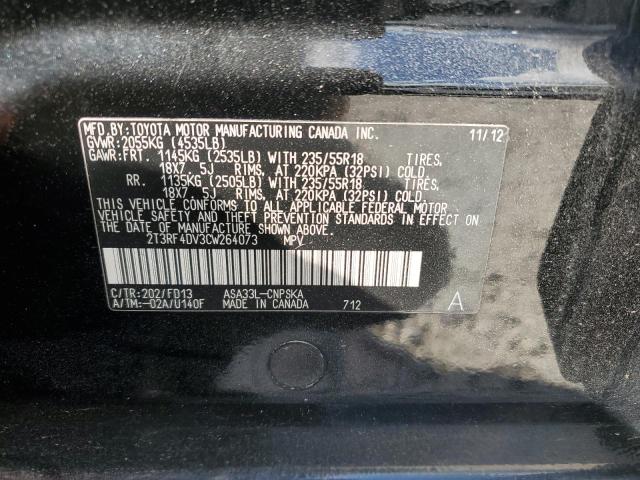 MFD.BY:TOYOTA MOTOR MANUFACTURING CANADA INC. 11/12
GVWR:2055KG (4535LB)
GAWR:FRT. 1145KG (2535LB) WITH 235/55R18 TIRES,
18X7 5J RIMS, AT 220KPA (32PSI) COLD.
RR. 1135KG (2505LB) WITH 235/55R18 TIRES,
18X7 5J RIMS, AT 220KPA (32PSI) COLD.
THIS VEHICLE CONFORMS TO ALL APPLICABLE FEDERAL MOTOR
VEHICLE SAFETY AND THEFT PREVENTION STANDARDS IN EFFECT ON
THE DATE OF MANUFACTURE SHOWN ABOVE.
2T3RF4DV3CW264073 MPV
C/TR:202/FD13 ASA33L-CNPSKA
A/TM:-02A/U140F MADE IN CANADA 712 A